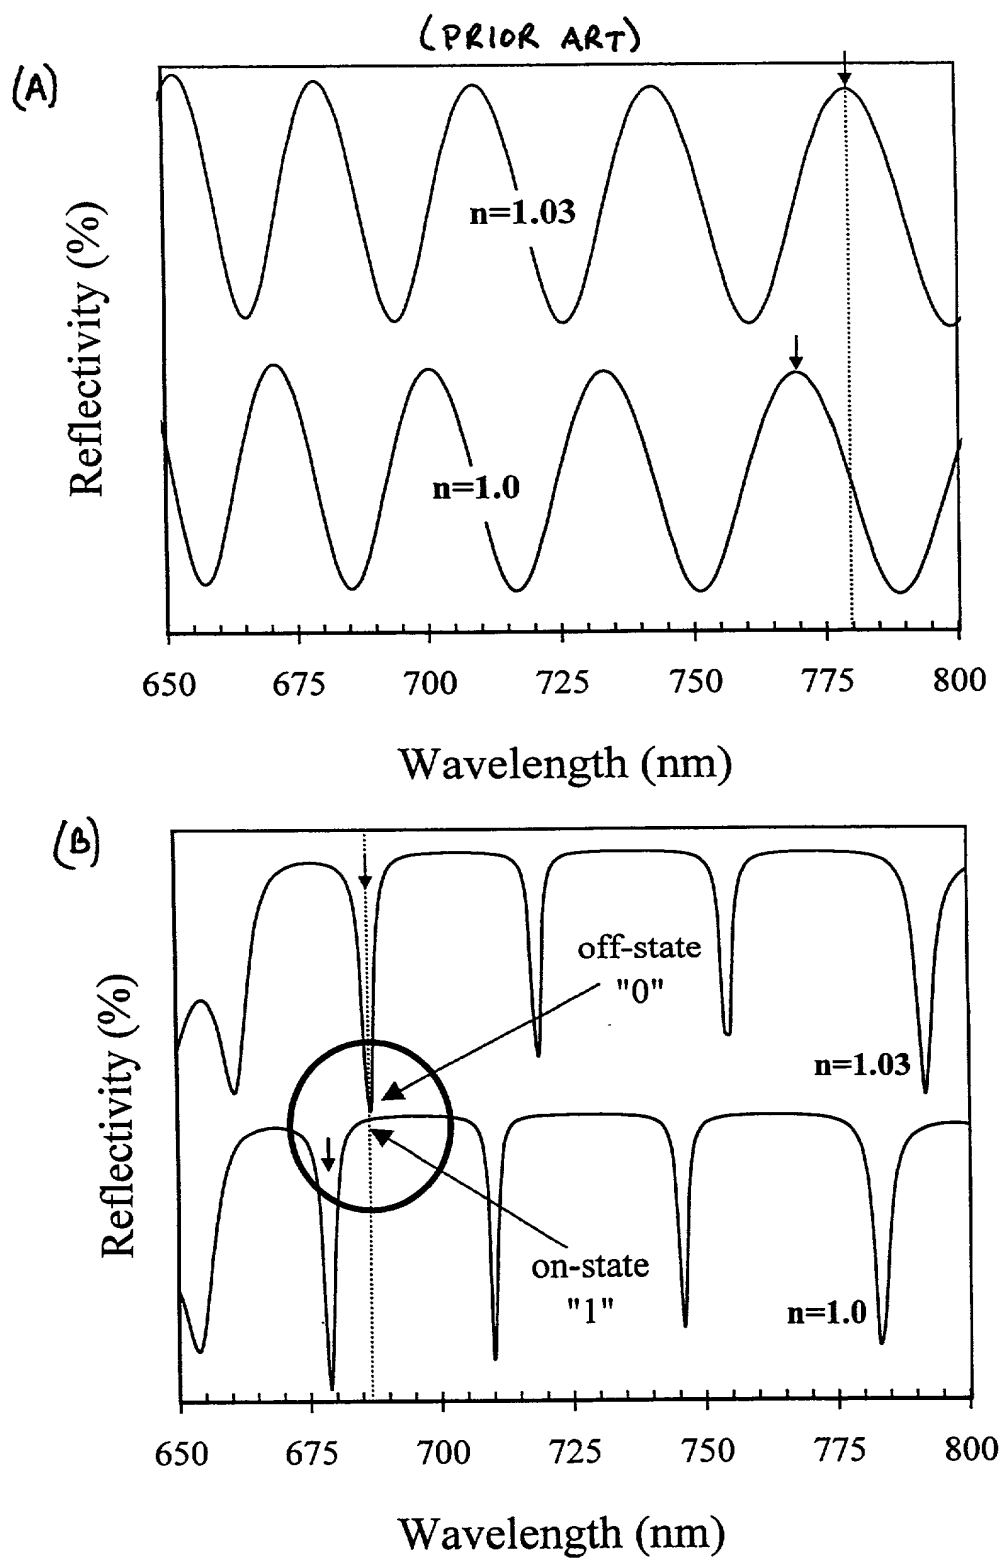 (PRIOR ART)
(A)
Reflectivity (%)
n=1.03
n=1.0
650 675 700 725 750 775 800
Wavelength (nm)
(B)
Reflectivity (%)
off-state
"0"
n=1.03
on-state
"1"
n=1.0
650 675 700 725 750 775 800
Wavelength (nm)